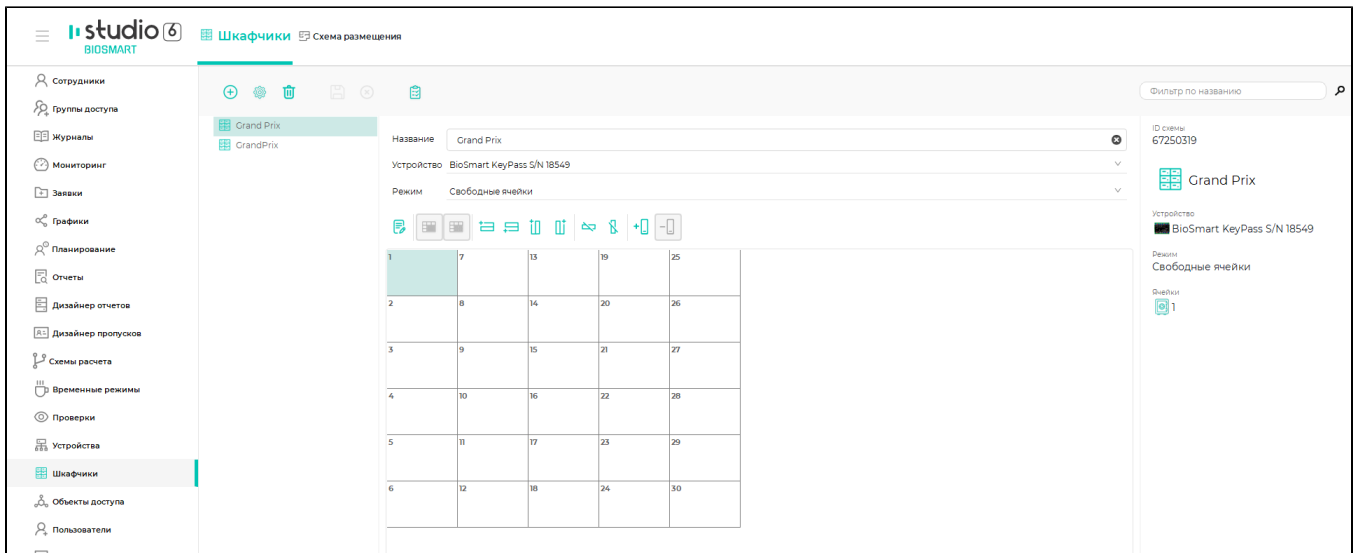 studio 6
BIOSMART
Шкафчики
Схема размещения
Сотрудники
Группы доступа
Журналы
Мониторинг
Заявки
Графики
Планирование
Отчеты
Дизайнер отчетов
Дизайнер пропусков
Схемы расчета
Временные режимы
Проверки
Устройства
Шкафчики
Объекты доступа
Пользователи
Фильтр по названию
Grand Prix
GrandPrix
Название Grand Prix
Устройство BioSmart KeyPass S/N 18549
Режим Свободные ячейки
1 7 13 19 25
2 8 14 20 26
3 9 15 21 27
4 10 16 22 28
5 11 17 23 29
6 12 18 24 30
ID схемы
67250319
Grand Prix
Устройство
BioSmart KeyPass S/N 18549
Режим
Свободные ячейки
Ячейки
1